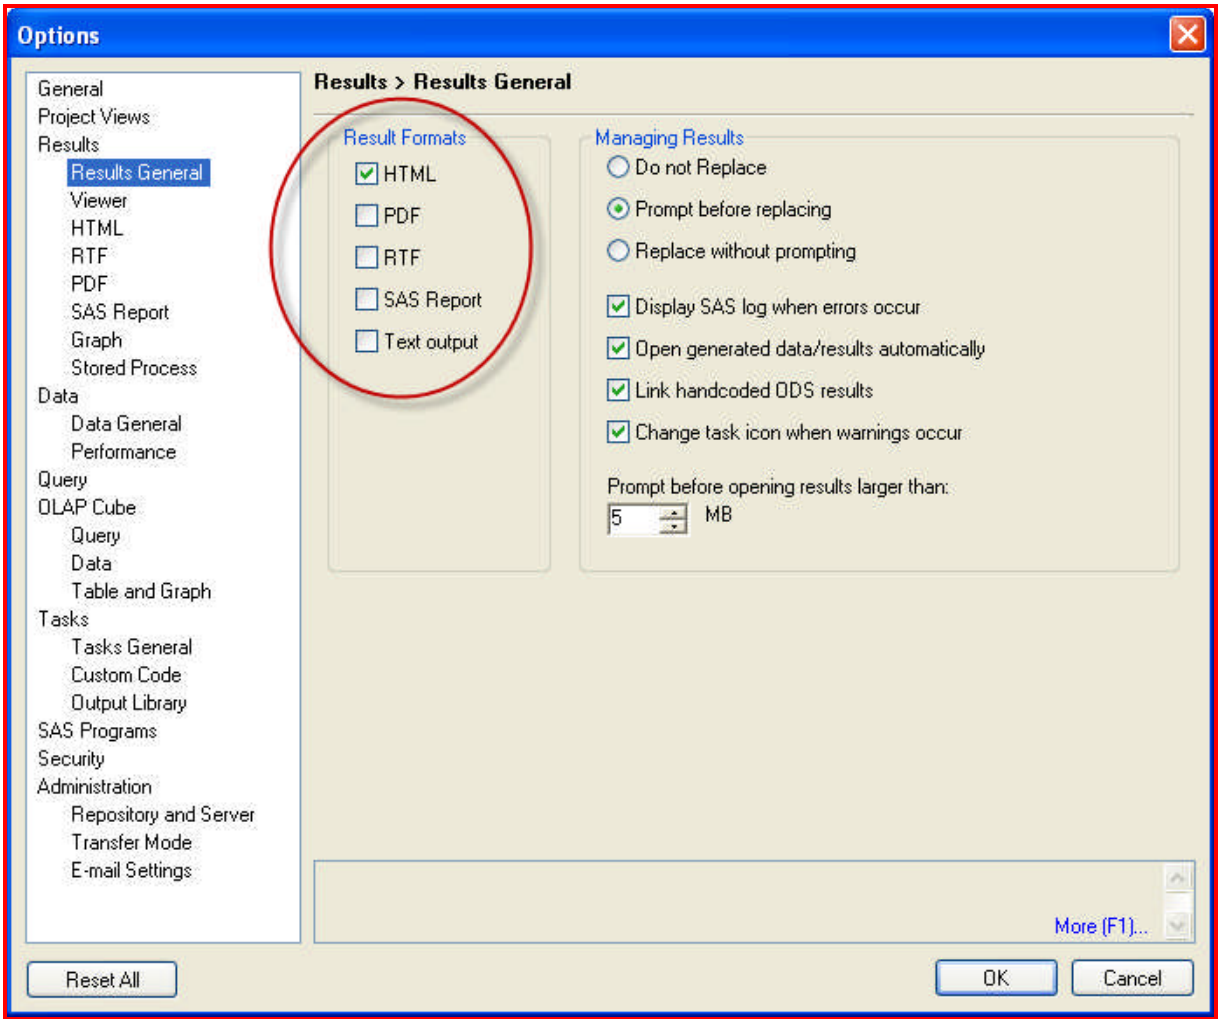 Options
General
Project Views
Results
Results General
Viewer
HTML
RTF
PDF
SAS Report
Graph
Stored Process
Data
Data General
Performance
Query
OLAP Cube
Query
Data
Table and Graph
Tasks
Tasks General
Custom Code
Output Library
SAS Programs
Security
Administration
Repository and Server
Transfer Mode
E-mail Settings
Results > Results General
Result Formats
HTML
PDF
RTF
SAS Report
Text output
Managing Results
Do not Replace
Prompt before replacing
Replace without prompting
Display SAS log when errors occur
Open generated data/results automatically
Link handcoded ODS results
Change task icon when warnings occur
Prompt before opening results larger than:
5 MB
More (F1)...
Reset All
OK
Cancel